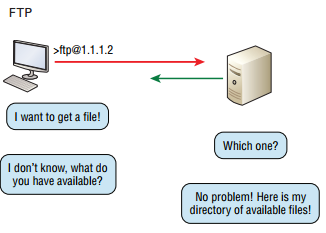 FTP
>ftp@1.1.1.2
I want to get a file!
Which one?
I don’t know, what do
you have available?
No problem! Here is my
directory of available files!